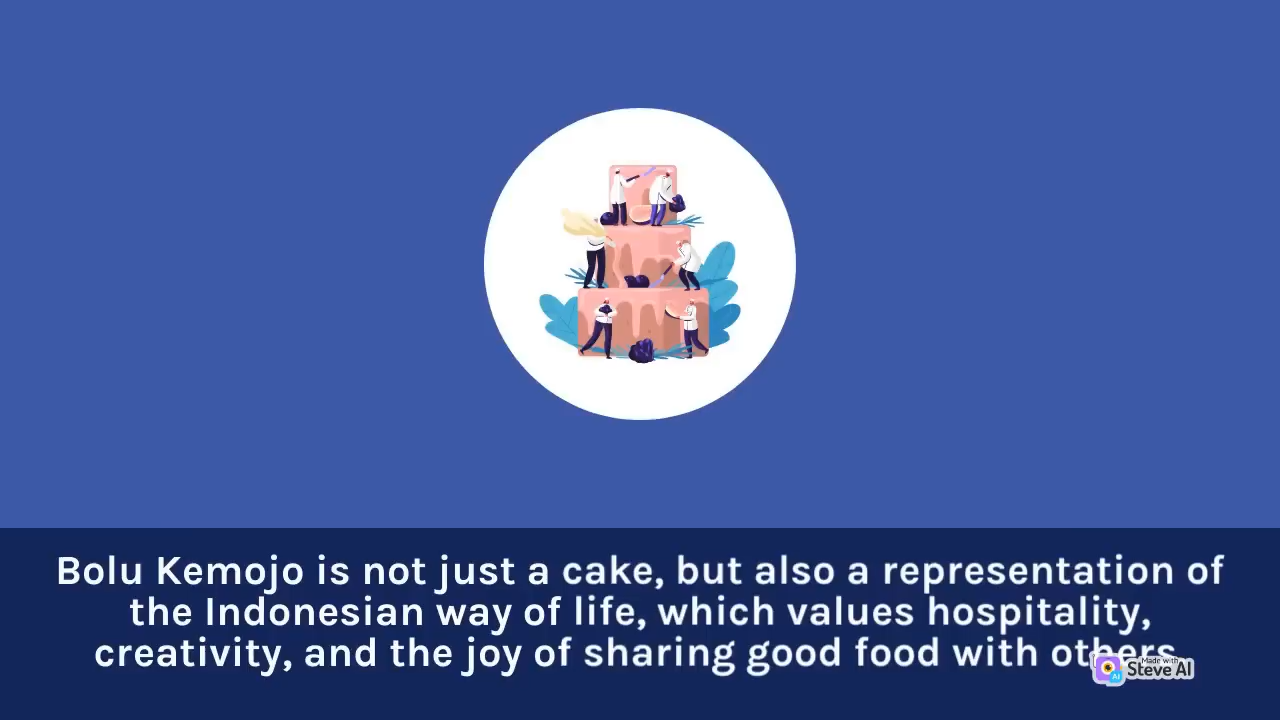 Bolu Kemojo is not just a cake, but also a representation of
the Indonesian way of life, which values hospitality,
creativity, and the joy of sharing good food with others
Made with
Steve AI
AI